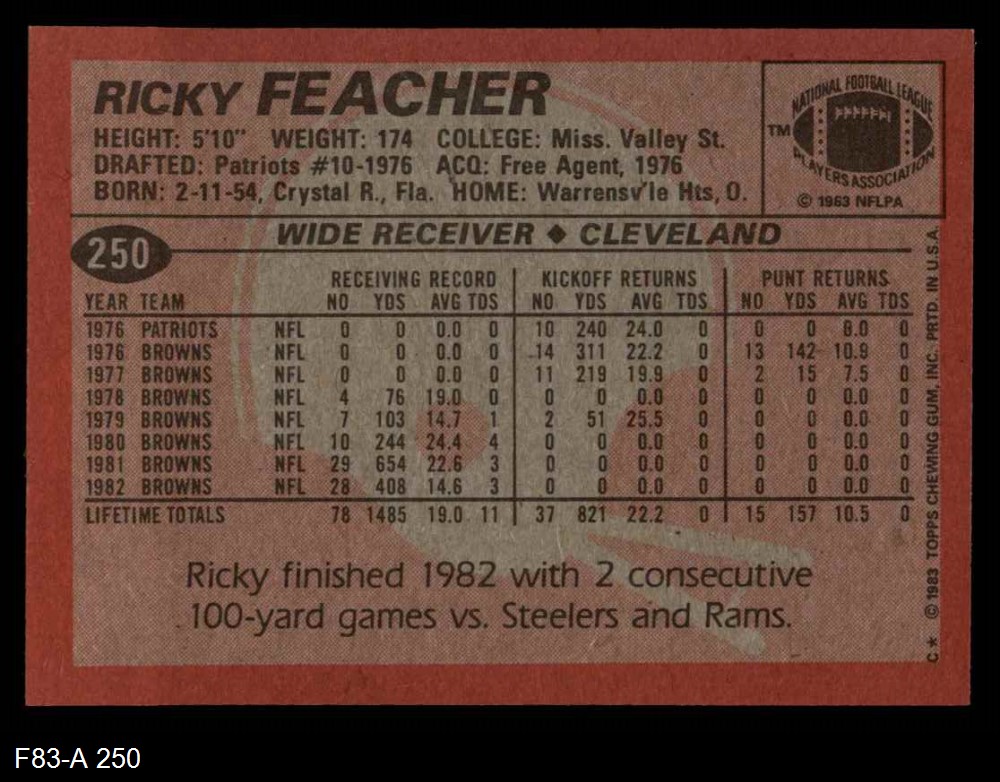 RICKY FEACHER
HEIGHT: 5'10" WEIGHT: 174 COLLEGE: Miss. Valley St.
DRAFTED: Patriots #10-1976 ACQ: Free Agent, 1976
BORN: 2-11-54, Crystal R., Fla. HOME: Warrensv'le Hts, O.
NATIONAL FOOTBALL LEAGUE
PLAYERS ASSOCIATION
TM
© 1983 NFLPA
250
WIDE RECEIVER ♦ CLEVELAND
RECEIVING RECORD KICKOFF RETURNS PUNT RETURNS
YEAR TEAM NO YDS AVG TDS NO YDS AVG TDS NO YDS AVG TDS
1976 PATRIOTS NFL 0 0 0.0 0 10 240 24.0 0 0 0 0.0 0
1976 BROWNS NFL 0 0 0.0 0 14 311 22.2 0 13 142 10.9 0
1977 BROWNS NFL 0 0 0.0 0 11 219 19.9 0 2 15 7.5 0
1978 BROWNS NFL 4 76 19.0 0 0 0 0.0 0 0 0 0.0 0
1979 BROWNS NFL 7 103 14.7 1 2 51 25.5 0 0 0 0.0 0
1980 BROWNS NFL 10 244 24.4 4 0 0 0.0 0 0 0 0.0 0
1981 BROWNS NFL 29 654 22.6 3 0 0 0.0 0 0 0 0.0 0
1982 BROWNS NFL 28 408 14.6 3 0 0 0.0 0 0 0 0.0 0
LIFETIME TOTALS 78 1485 19.0 11 37 821 22.2 0 15 157 10.5 0
Ricky finished 1982 with 2 consecutive
100-yard games vs. Steelers and Rams.
C* © 1983 TOPPS CHEWING GUM, INC. PRTD. IN U.S.A.
F83-A 250